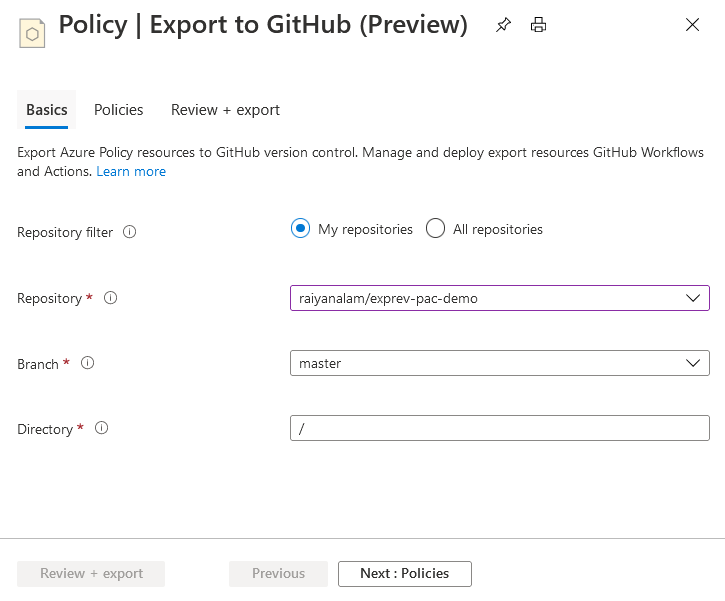 Policy | Export to GitHub (Preview)
Basics Policies Review + export
Export Azure Policy resources to GitHub version control. Manage and deploy export resources GitHub Workflows
and Actions. Learn more
Repository filter My repositories All repositories
Repository * raiyanalam/exprev-pac-demo
Branch * master
Directory * /
Review + export Previous Next : Policies